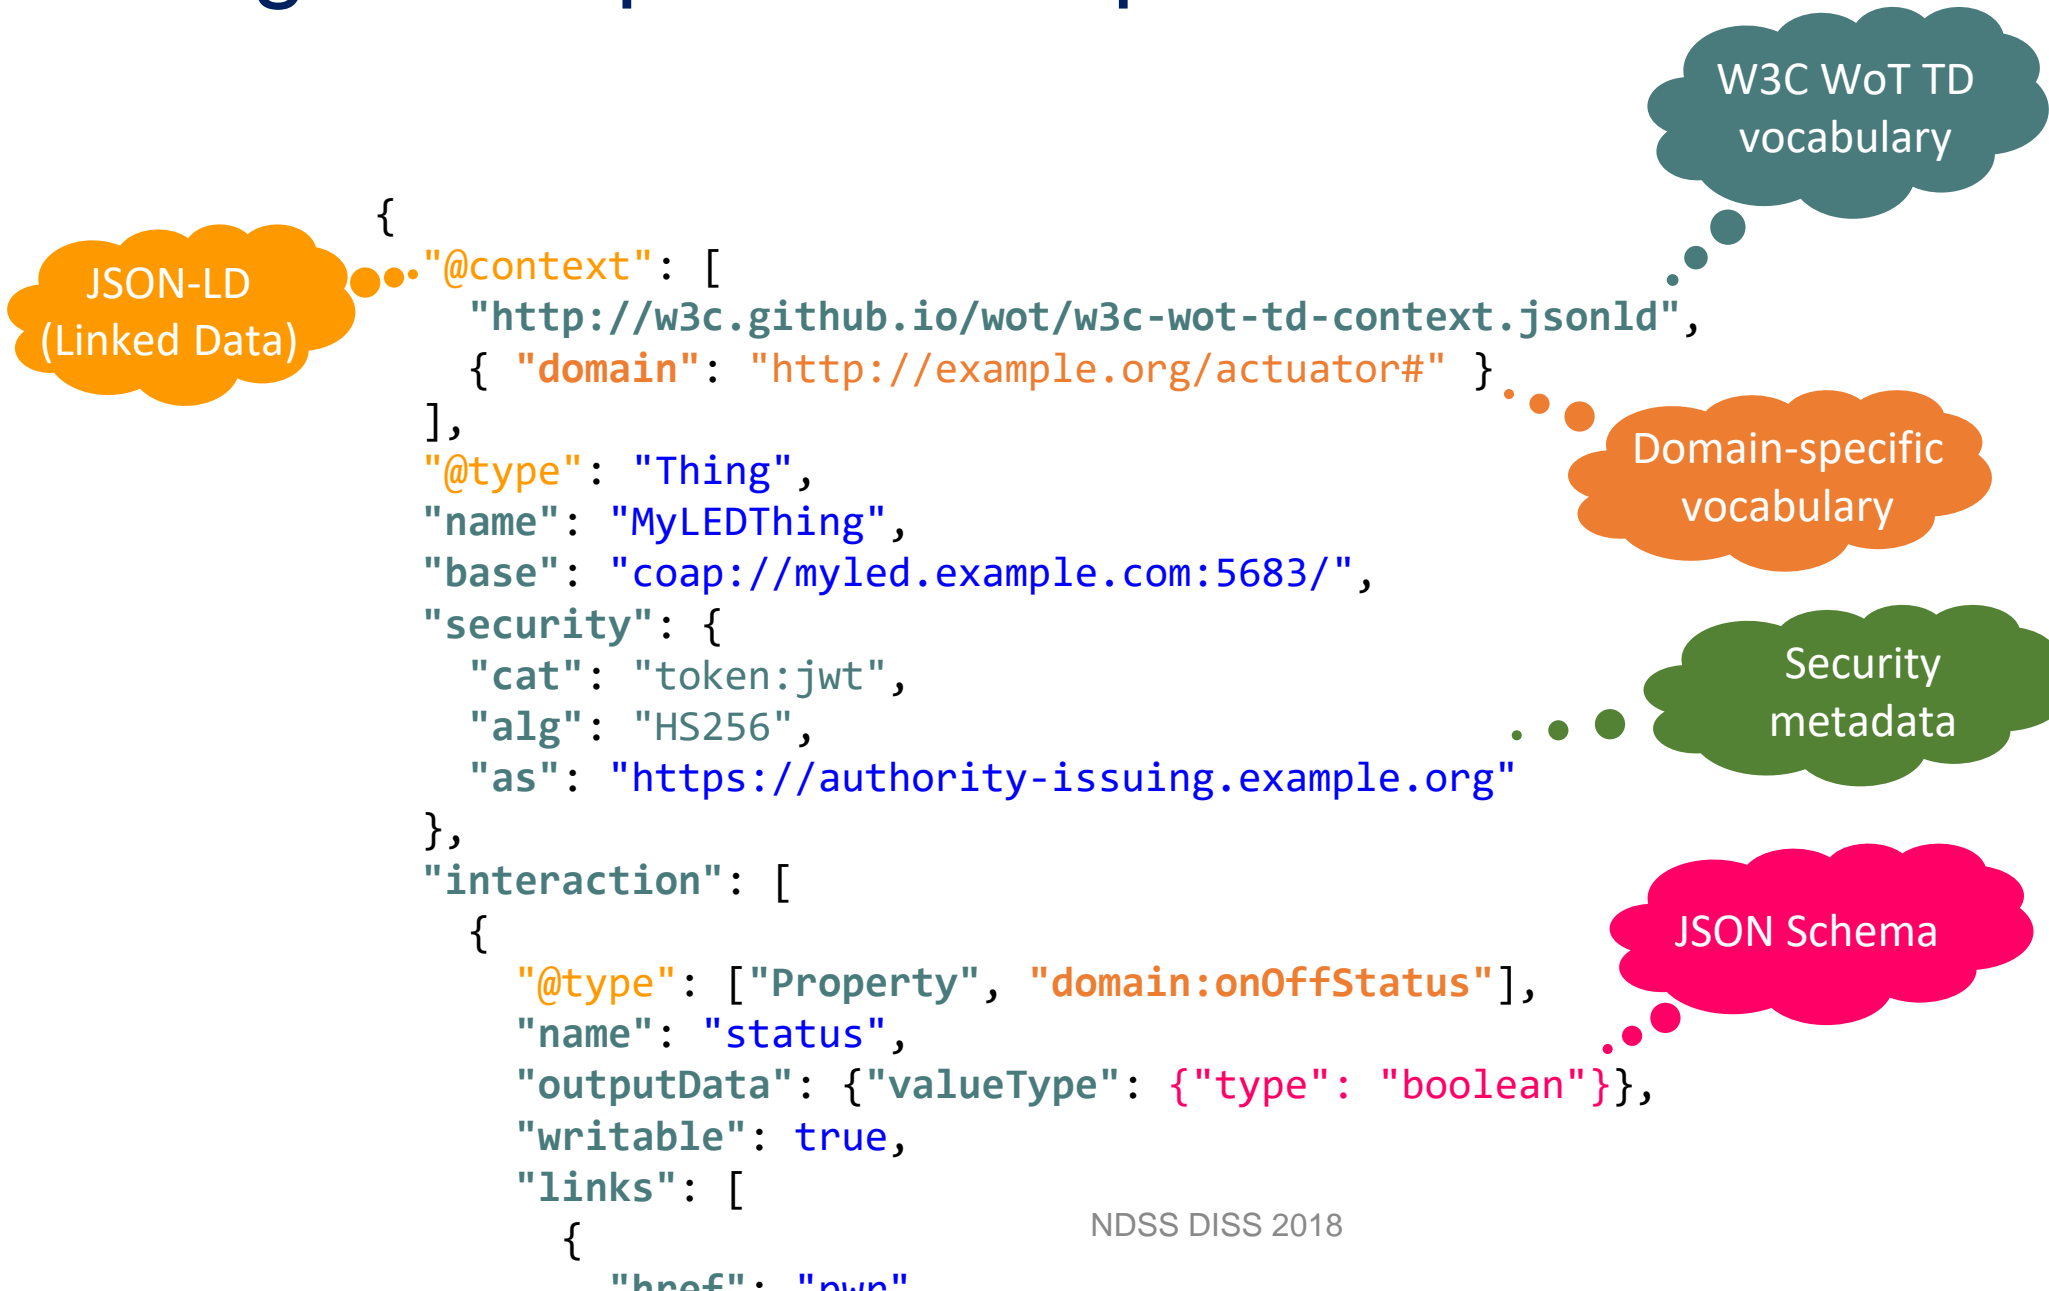 W3C WoT TD
vocabulary
{
JSON-LD
(Linked Data)
"@context": [
"http://w3c.github.io/wot/w3c-wot-td-context.jsonld",
{ "domain": "http://example.org/actuator#" }
],
Domain-specific
vocabulary
"@type": "Thing",
"name": "MyLEDThing",
"base": "coap://myled.example.com:5683/",
"security": {
"cat": "token:jwt",
"alg": "HS256",
"as": "https://authority-issuing.example.org"
},
Security
metadata
"interaction": [
{
JSON Schema
"@type": ["Property", "domain:onOffStatus"],
"name": "status",
"outputData": {"valueType": {"type": "boolean"}},
"writable": true,
"links": [
{
NDSS DISS 2018
"href": "pwr"